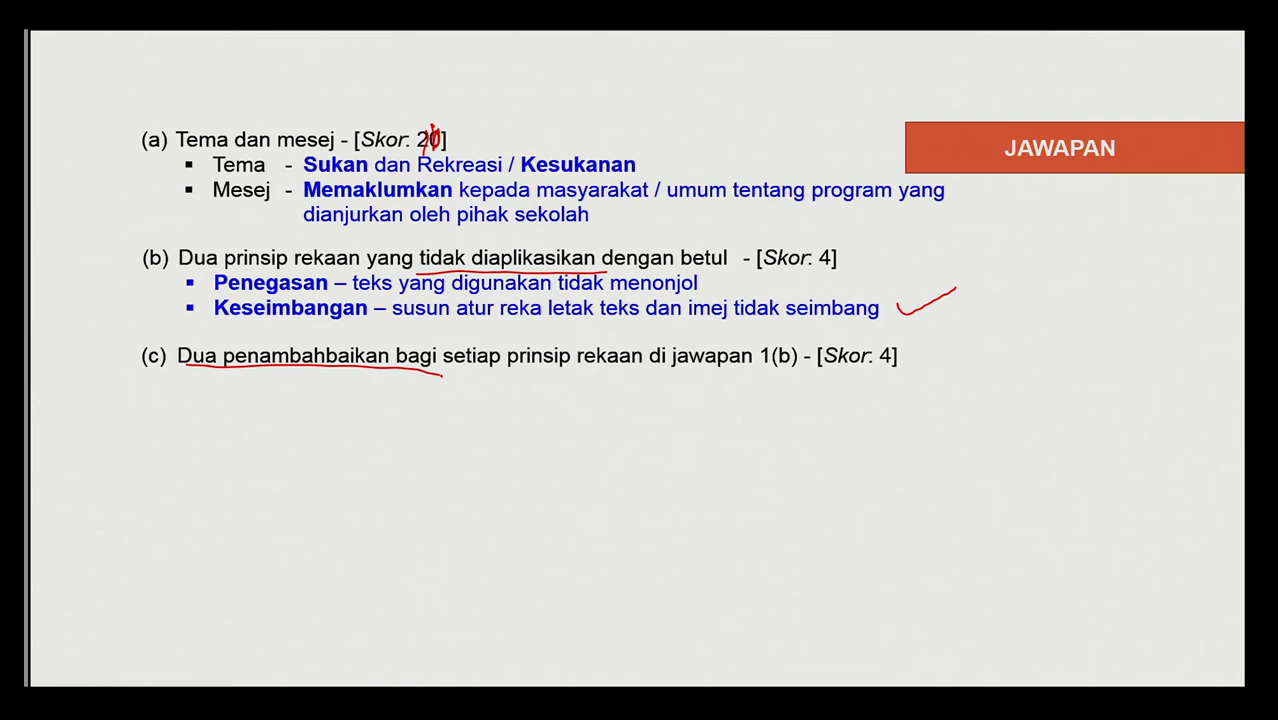 JAWAPAN
(a) Tema dan mesej - [Skor: 20]
▪ Tema - Sukan dan Rekreasi / Kesukanan
▪ Mesej - Memaklumkan kepada masyarakat / umum tentang program yang
dianjurkan oleh pihak sekolah
(b) Dua prinsip rekaan yang tidak diaplikasikan dengan betul - [Skor: 4]
▪ Penegasan – teks yang digunakan tidak menonjol
▪ Keseimbangan – susun atur reka letak teks dan imej tidak seimbang
(c) Dua penambahbaikan bagi setiap prinsip rekaan di jawapan 1(b) - [Skor: 4]